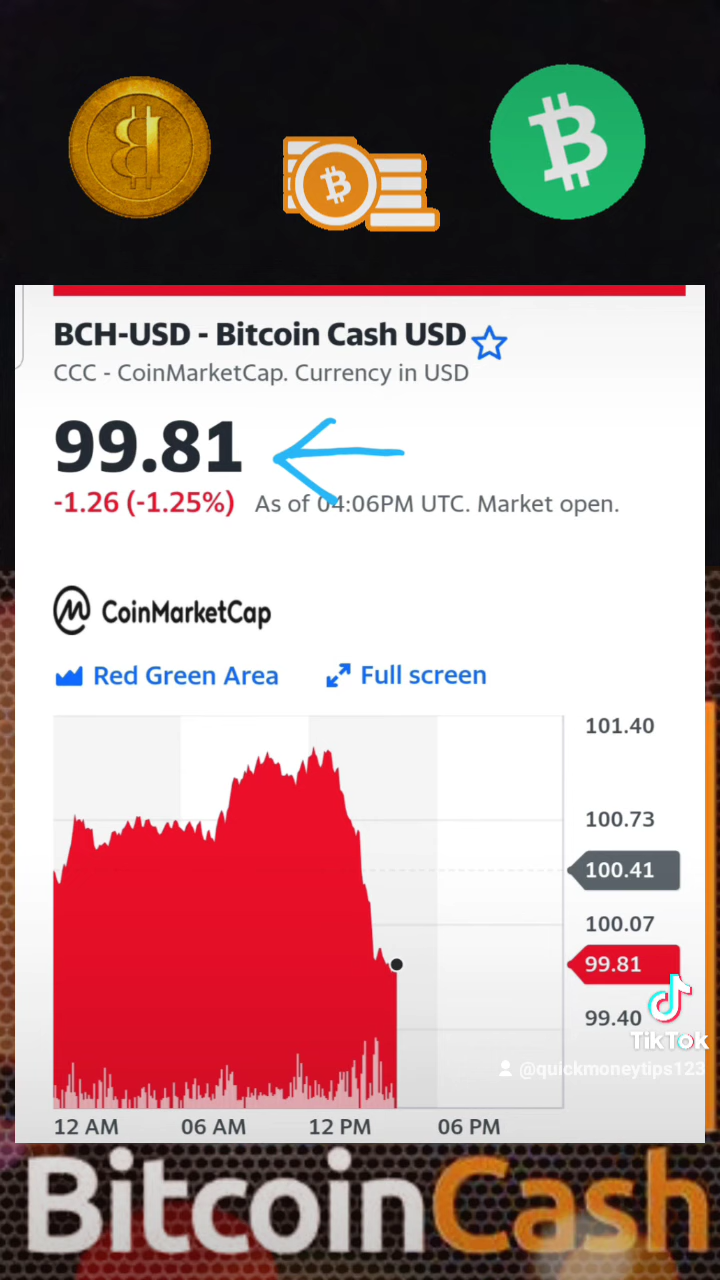 BCH-USD - Bitcoin Cash USD
CCC - CoinMarketCap. Currency in USD
99.81
-1.26 (-1.25%) As of 04:06PM UTC. Market open.
CoinMarketCap
Red Green Area Full screen
101.40
100.73
100.41
100.07
99.81
99.40
TikTok
@quickmoneytips123
12 AM 06 AM 12 PM 06 PM
BitcoinCash